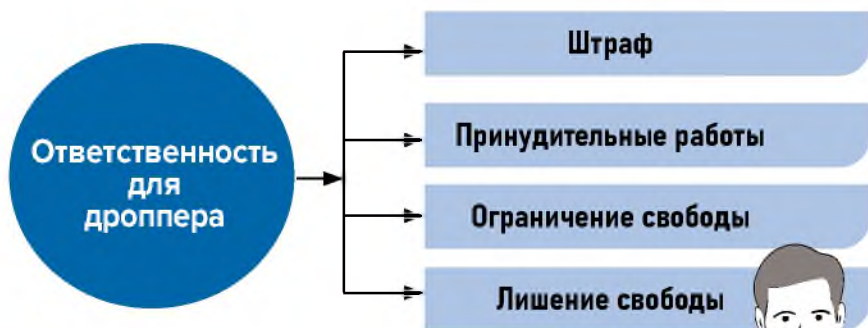 Ответственность
для
дроппера
Штраф
Принудительные работы
Ограничение свободы
Лишение свободы